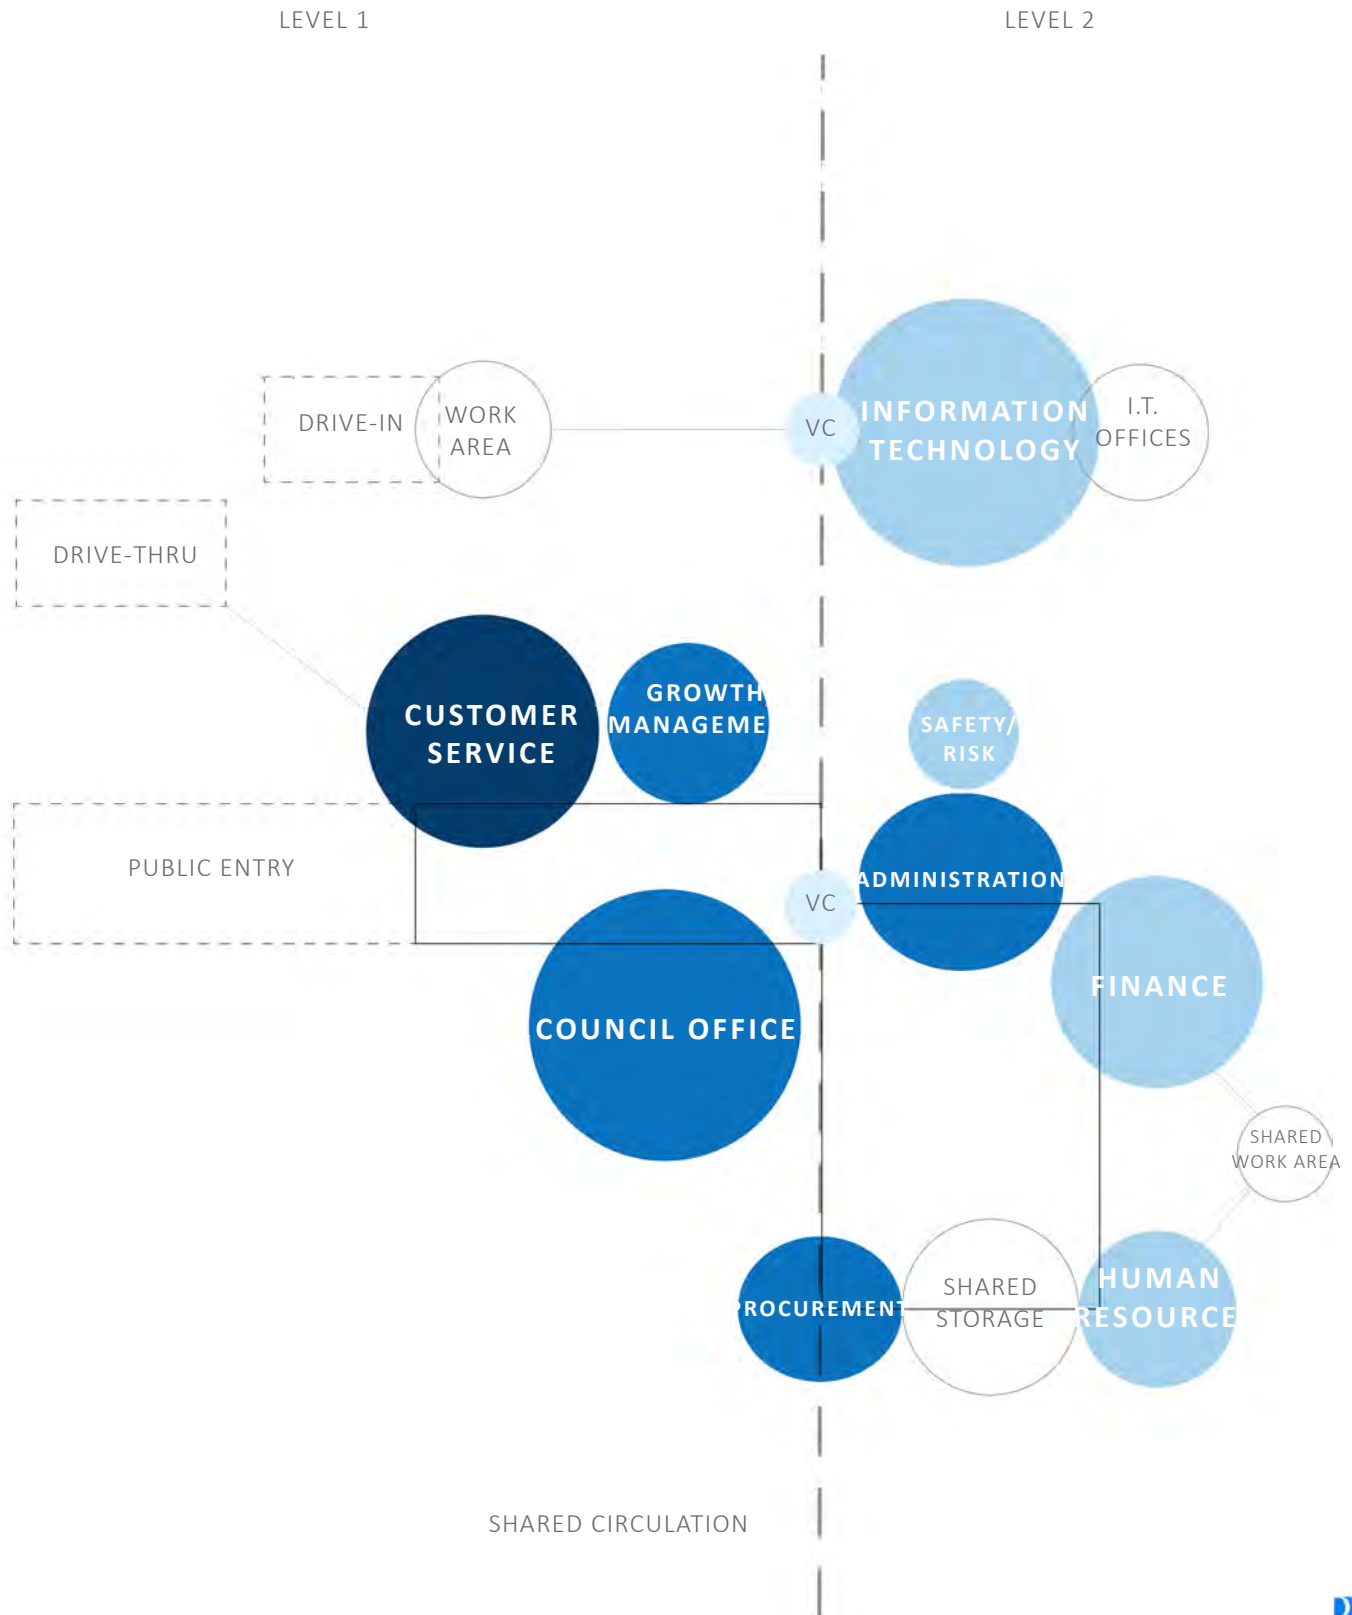 LEVEL 1
LEVEL 2
DRIVE-IN
WORK
AREA
VC
INFORMATION
TECHNOLOGY
I.T.
OFFICES
DRIVE-THRU
CUSTOMER
SERVICE
GROWTH
MANAGEME
SAFETY/
RISK
PUBLIC ENTRY
VC
ADMINISTRATION
FINANCE
COUNCIL OFFICE
SHARED
WORK AREA
PROCUREMENT
SHARED
STORAGE
HUMAN
RESOURCE
SHARED CIRCULATION